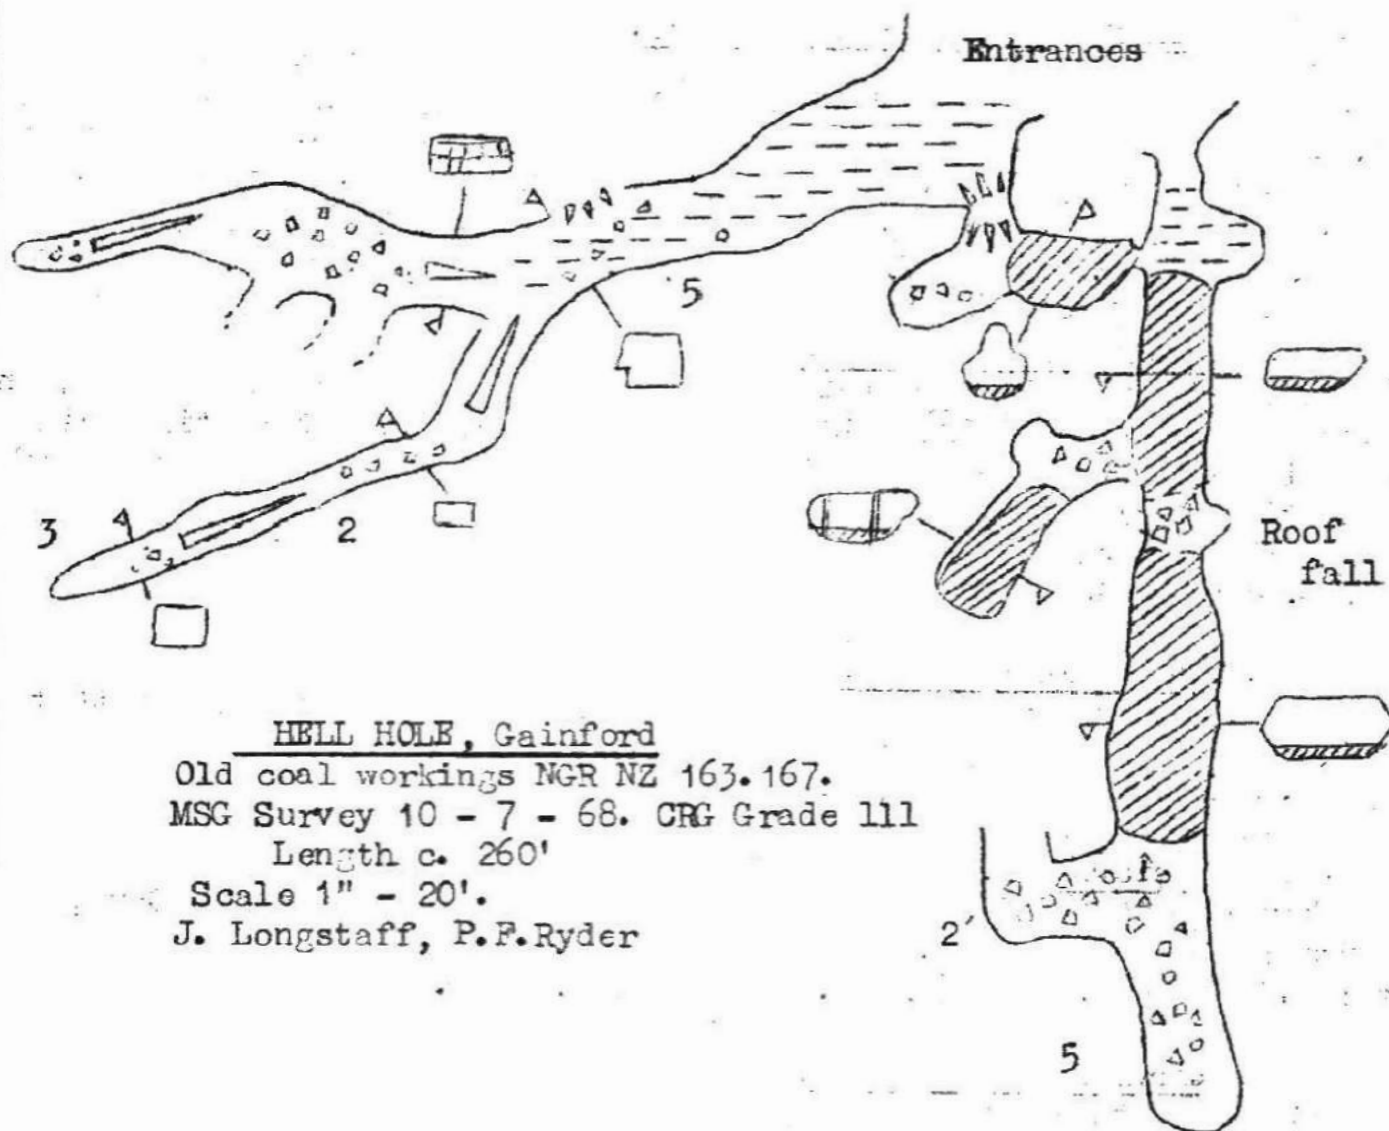 Entrances
5
3
2
Roof
fall
HELL HOLE, Gainford
Old coal workings NGR NZ 163.167.
MSG Survey 10 - 7 - 68. CRG Grade 111
Length c. 260'
Scale 1" - 20'.
J. Longstaff, P.F.Ryder
2'
5